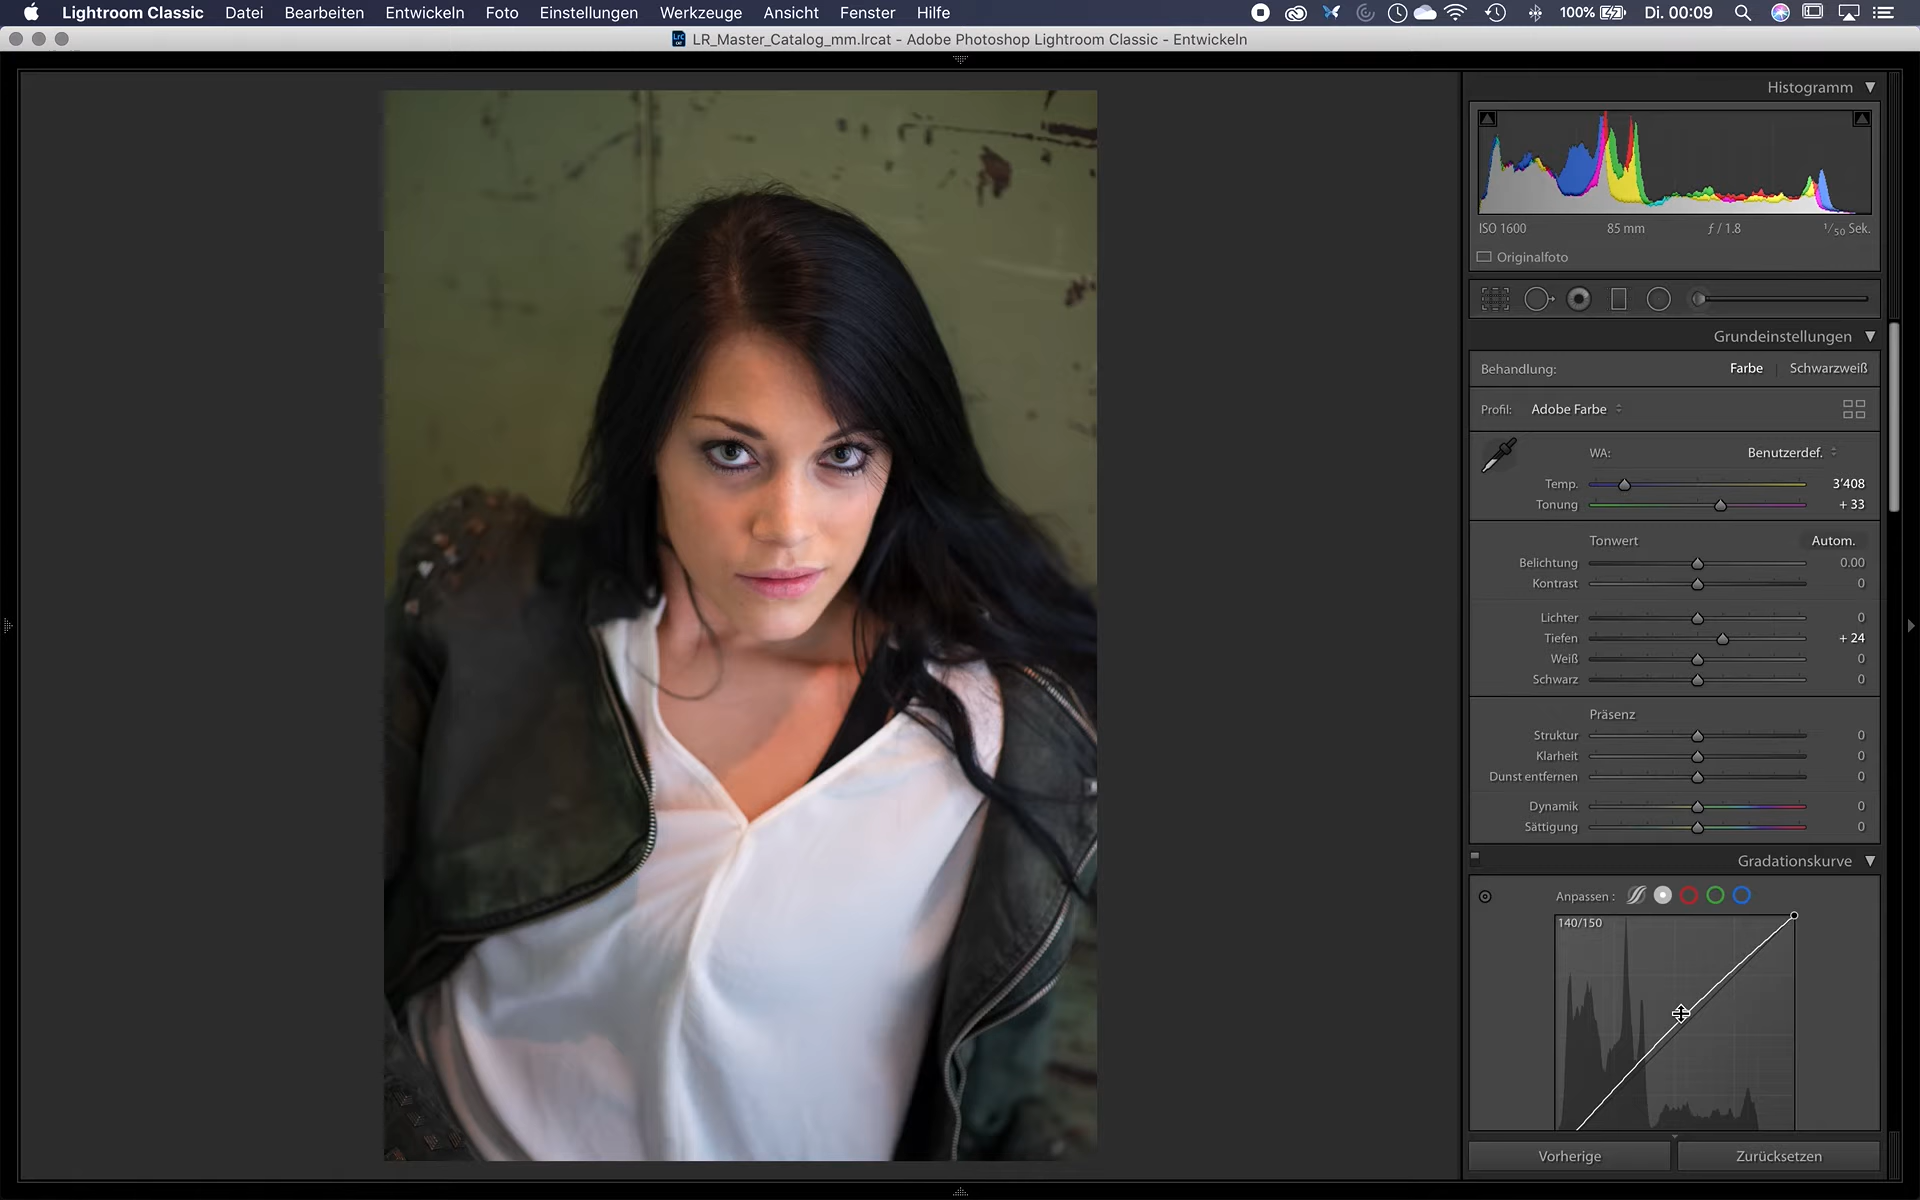 Lightroom Classic Datei Bearbeiten Entwickeln Foto Einstellungen Werkzeuge Ansicht Fenster Hilfe 100% Di. 00:09
LR_Master_Catalog_mm.lrcat - Adobe Photoshop Lightroom Classic - Entwickeln
Histogramm
ISO 1600 85 mm ƒ / 1.8 1/50 Sek.
Originalfoto
Grundeinstellungen
Behandlung: Farbe Schwarzweiß
Profil: Adobe Farbe
WA: Benutzerdef.
Temp. 3'408
Tonung + 33
Tonwert Autom.
Belichtung 0.00
Kontrast 0
Lichter 0
Tiefen + 24
Weiß 0
Schwarz 0
Präsenz
Struktur 0
Klarheit 0
Dunst entfernen 0
Dynamik 0
Sättigung 0
Gradationskurve
Anpassen :
140/150
Vorherige Zurücksetzen